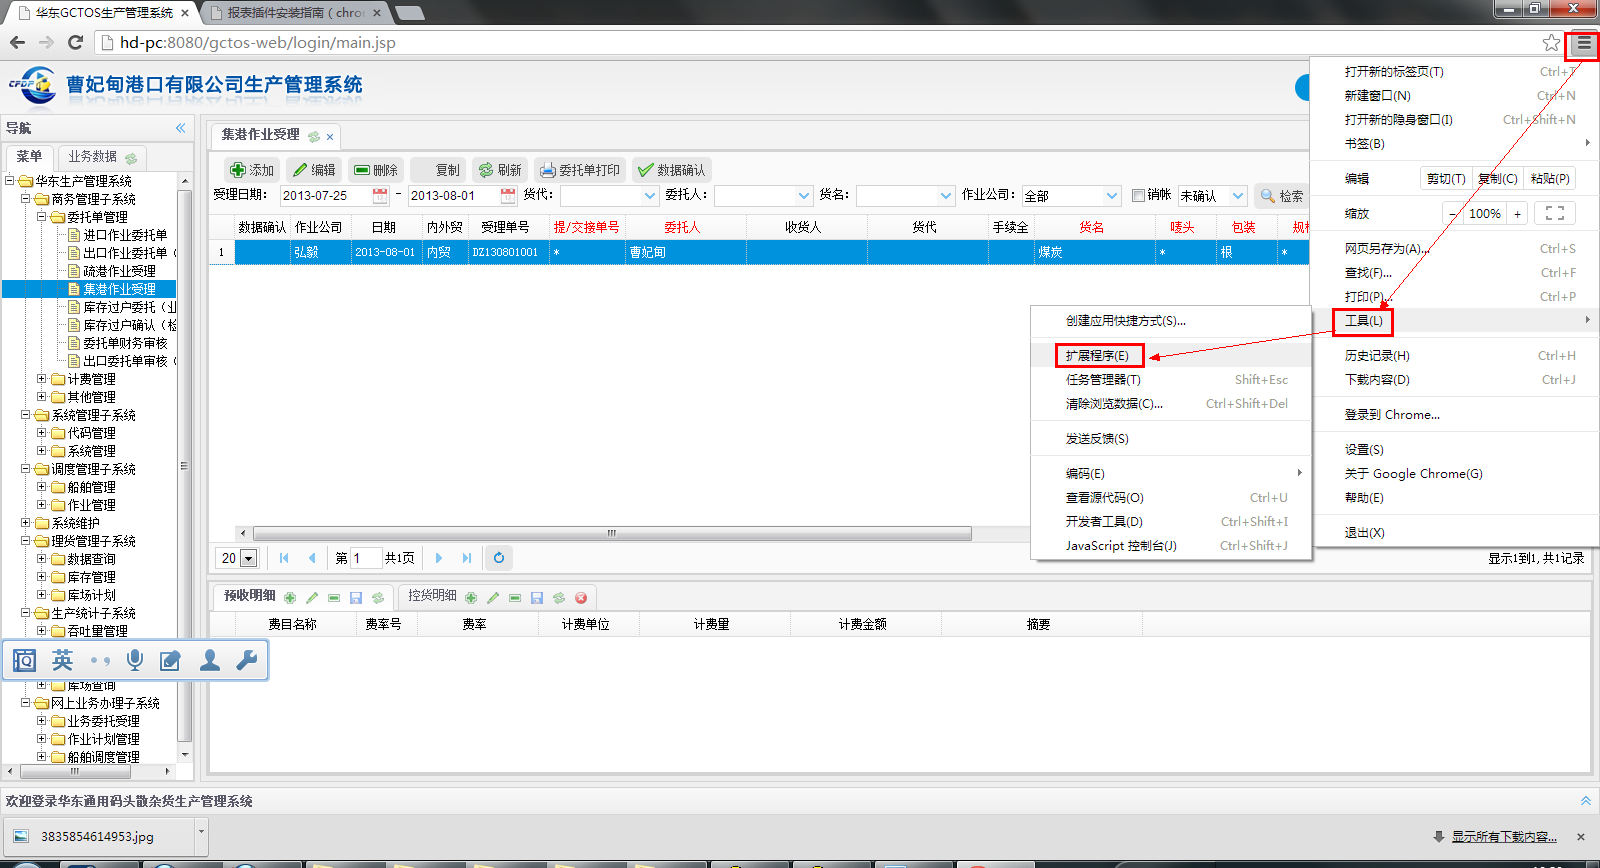 华东GCTOS生产管理系统
报表插件安装指南（chro
hd-pc:8080/gctos-web/login/main.jsp
CFDP 曹妃甸港口有限公司生产管理系统
导航
集港作业受理
菜单 业务数据
添加 编辑 删除 复制 刷新 委托单打印 数据确认
受理日期： 2013-07-25 - 2013-08-01 货代： 委托人： 货名： 作业公司： 全部 销帐 未确认 检索
数据确认 作业公司 日期 内外贸 受理单号 提/交接单号 委托人 收货人 货代 手续全 货名 唛头 包装 规格
1 弘毅 2013-08-01 内贸 DZ130801001 * 曹妃甸 煤炭 * 根 *
华东生产管理系统
商务管理子系统
委托单管理
进口作业委托单
出口作业委托单（
疏港作业受理
集港作业受理
库存过户委托（业
库存过户确认（检
委托单财务审核
出口委托单审核（
计费管理
其他管理
系统管理子系统
代码管理
系统管理
调度管理子系统
船舶管理
作业管理
系统维护
理货管理子系统
数据查询
库存管理
库场计划
生产统计子系统
吞吐量管理
英
库场查询
网上业务办理子系统
业务委托受理
作业计划管理
船舶调度管理
打开新的标签页(T) Ctrl+T
新建窗口(N) Ctrl+N
打开新的隐身窗口(I) Ctrl+Shift+N
书签(B)
编辑 剪切(T) 复制(C) 粘贴(P)
缩放 − 100% +
网页另存为(A)... Ctrl+S
查找(F)... Ctrl+F
打印(P)... Ctrl+P
工具(L)
历史记录(H) Ctrl+H
下载内容(D) Ctrl+J
登录到 Chrome...
设置(S)
关于 Google Chrome(G)
帮助(E)
退出(X)
创建应用快捷方式(S)...
扩展程序(E)
任务管理器(T) Shift+Esc
清除浏览数据(C)... Ctrl+Shift+Del
发送反馈(S)
编码(E)
查看源代码(O) Ctrl+U
开发者工具(D) Ctrl+Shift+I
JavaScript 控制台(J) Ctrl+Shift+J
20 第 1 共1页
显示1到1, 共1记录
预收明细 控货明细
费目名称 费率号 费率 计费单位 计费量 计费金额 摘要
欢迎登录华东通用码头散杂货生产管理系统
3835854614953.jpg
显示所有下载内容...